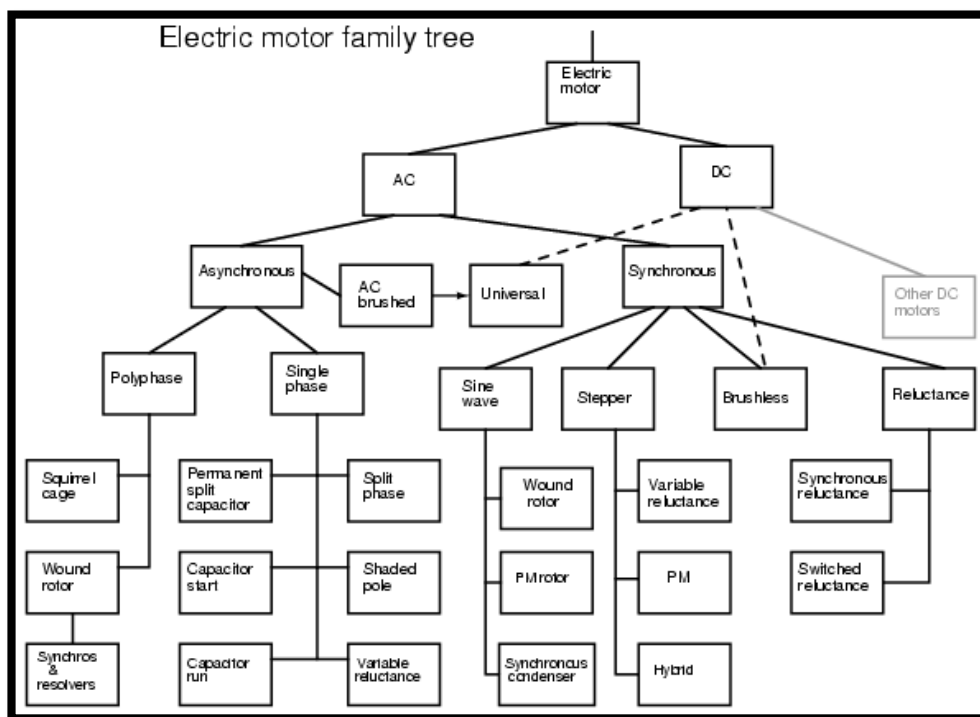 Electric motor family tree
Electric
motor
AC
DC
Asynchronous
AC
brushed
Universal
Synchronous
Other DC
motors
Polyphase
Single
phase
Sine
wave
Stepper
Brushless
Reluctance
Squirrel
cage
Permanent
split
capacitor
Split
phase
Wound
rotor
Variable
reluctance
Synchronous
reluctance
Wound
rotor
Capacitor
start
Shaded
pole
PM rotor
PM
Switched
reluctance
Synchros
&
resolvers
Capacitor
run
Variable
reluctance
Synchronous
condenser
Hybrid